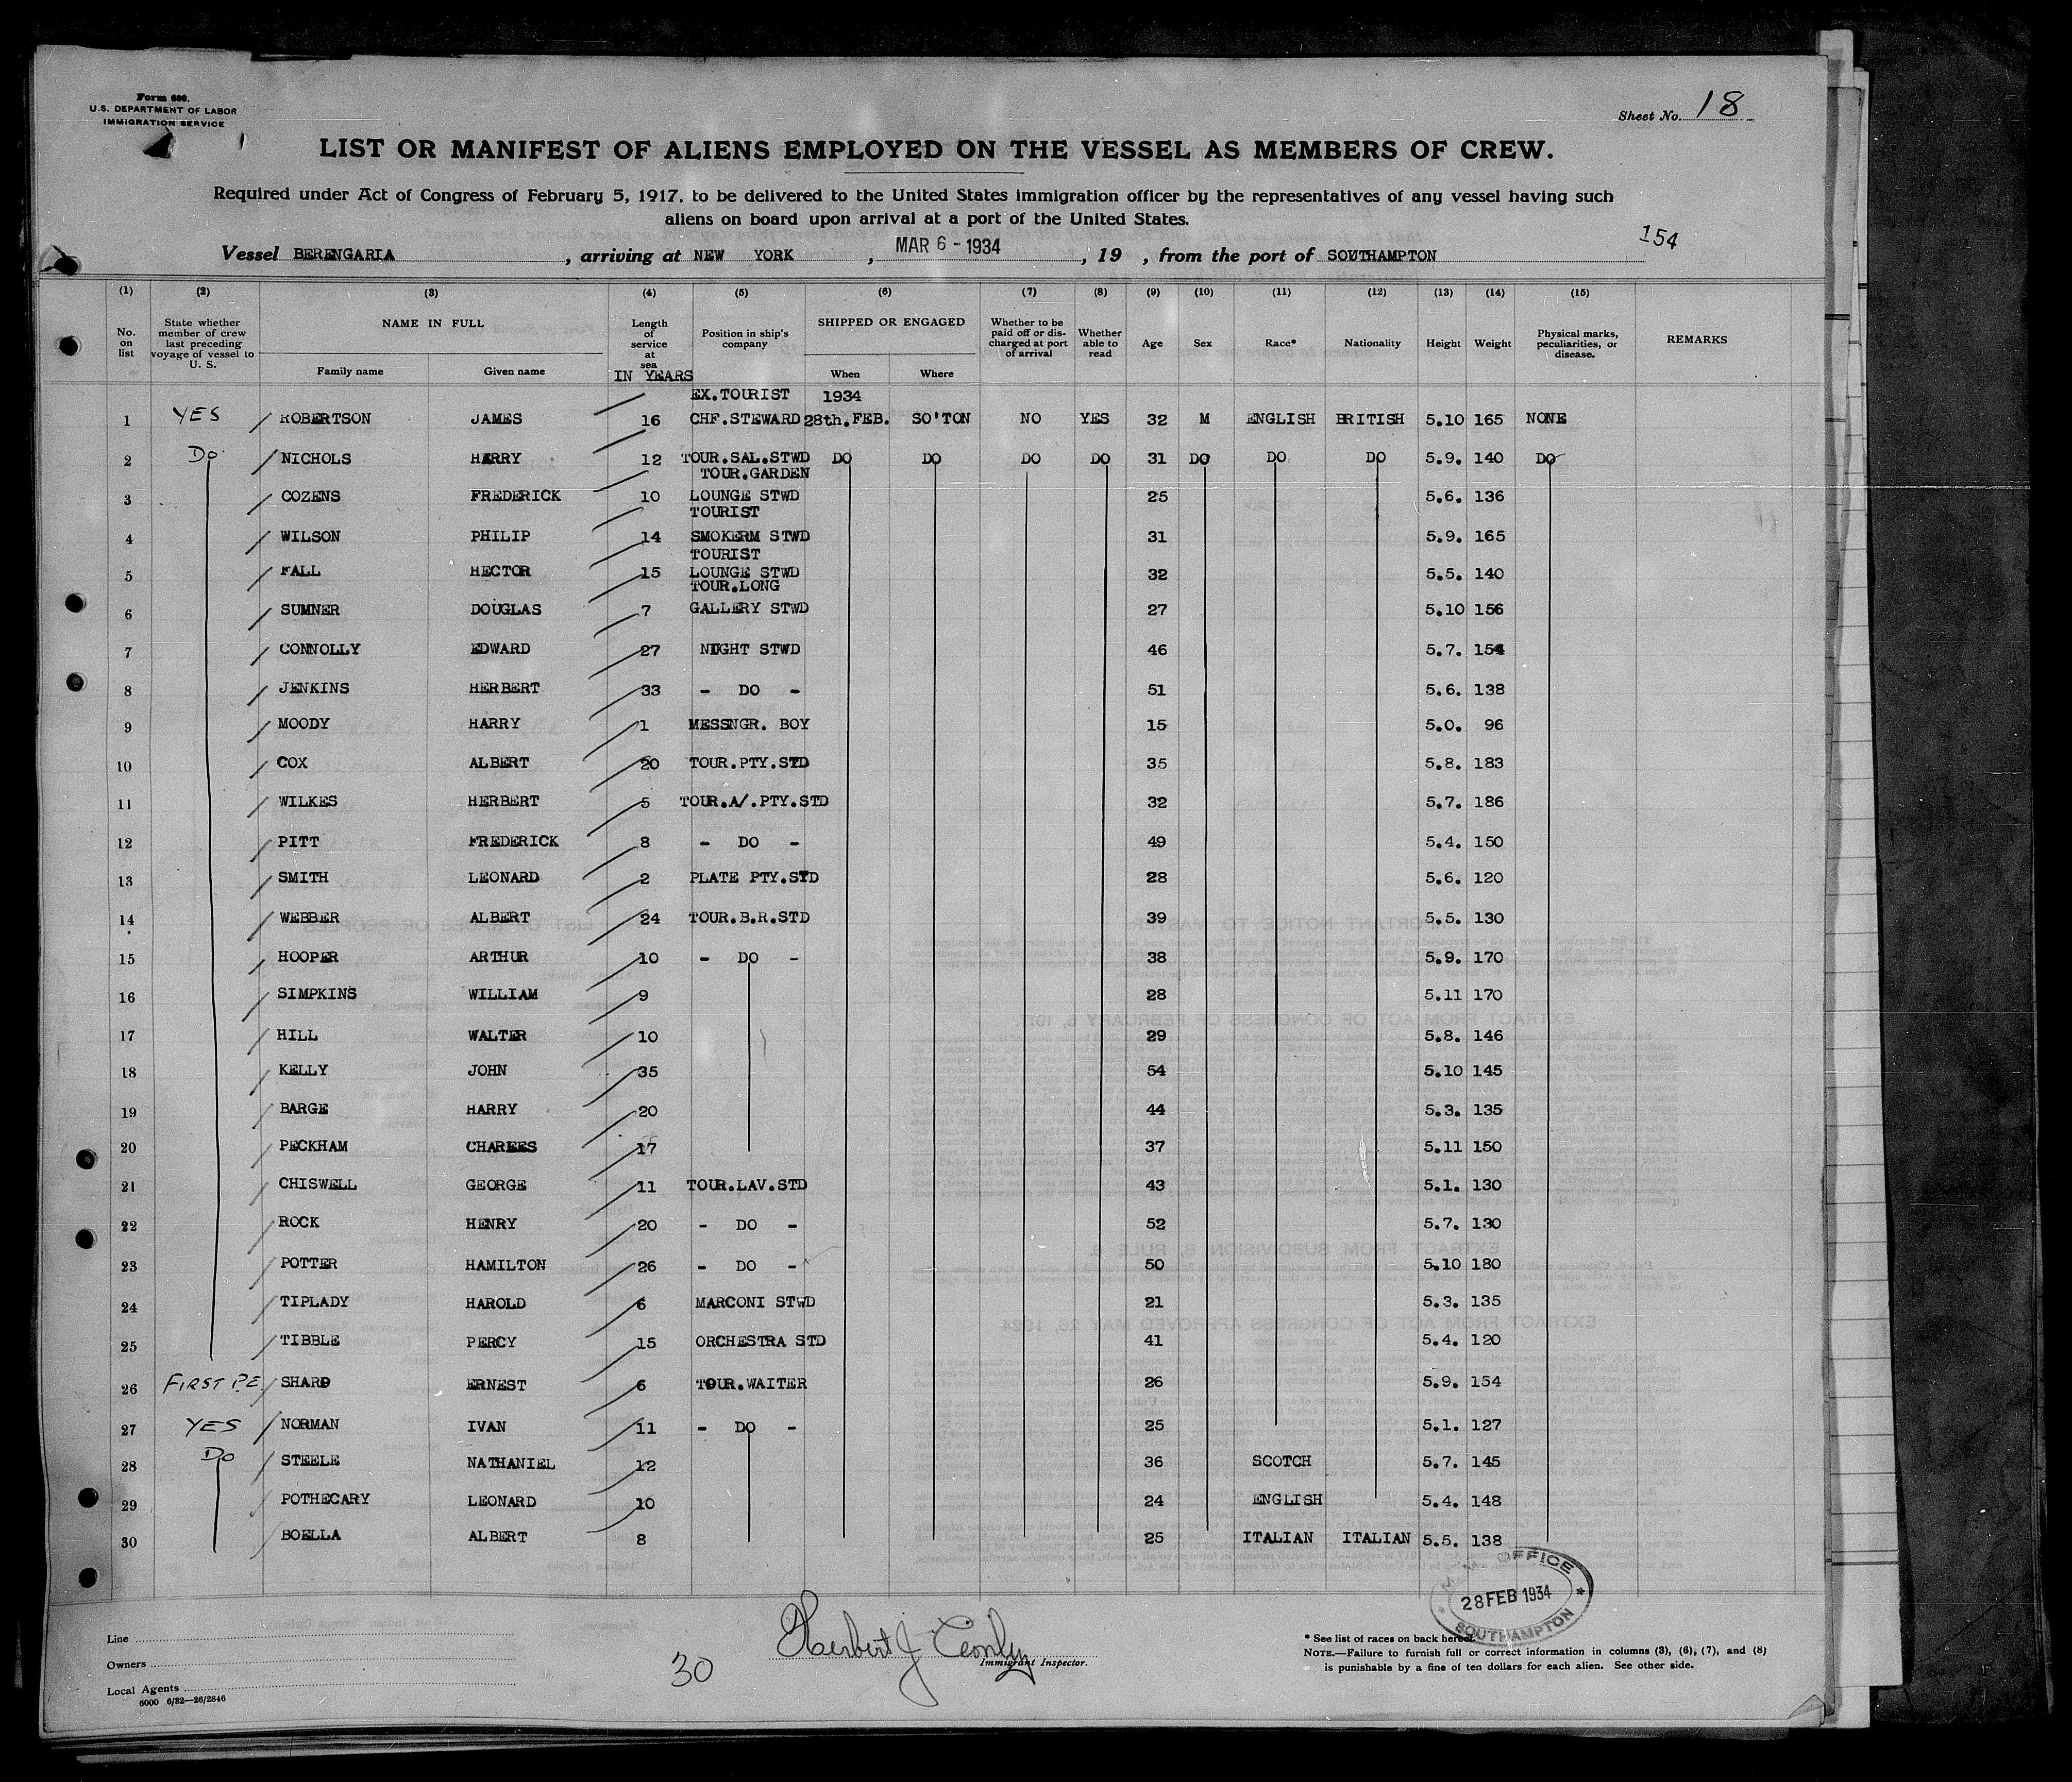 Form 680.
U.S. DEPARTMENT OF LABOR
IMMIGRATION SERVICE
Sheet No. 18
LIST OR MANIFEST OF ALIENS EMPLOYED ON THE VESSEL AS MEMBERS OF CREW.
Required under Act of Congress of February 5, 1917, to be delivered to the United States immigration officer by the representatives of any vessel having such
aliens on board upon arrival at a port of the United States.
154
Vessel BERENGARIA, arriving at NEW YORK, MAR 6 - 1934, 19 , from the port of SOUTHAMPTON
(1) (2) (3) (4) (5) (6) (7) (8) (9) (10) (11) (12) (13) (14) (15)
No. on list State whether member of crew last preceding voyage of vessel to U. S. NAME IN FULL Family name Given name Length of service at sea IN YEARS Position in ship's company SHIPPED OR ENGAGED When Where Whether to be paid off or discharged at port of arrival Whether able to read Age Sex Race* Nationality Height Weight Physical marks, peculiarities, or disease. REMARKS
EX.TOURIST 1934
1 YES ROBERTSON JAMES 16 CHF.STEWARD 28th.FEB. SO'TON NO YES 32 M ENGLISH BRITISH 5.10 165 NONE
2 Do NICHOLS HARRY 12 TOUR.SAL.STWD DO DO DO DO 31 DO DO DO 5.9. 140 DO
TOUR.GARDEN
3 COZENS FREDERICK 10 LOUNGE STWD 25 5.6. 136
TOURIST
4 WILSON PHILIP 14 SMOKERM STWD 31 5.9. 165
TOURIST
5 FALL HECTOR 15 LOUNGE STWD 32 5.5. 140
TOUR.LONG
6 SUMNER DOUGLAS 7 GALLERY STWD 27 5.10 156
7 CONNOLLY EDWARD 27 NIGHT STWD 46 5.7. 154
8 JENKINS HERBERT 33 - DO - 51 5.6. 138
9 MOODY HARRY 1 MESSNGR. BOY 15 5.0. 96
10 COX ALBERT 20 TOUR.PTY.STD 35 5.8. 183
11 WILKES HERBERT 5 TOUR.A/.PTY.STD 32 5.7. 186
12 PITT FREDERICK 8 - DO - 49 5.4. 150
13 SMITH LEONARD 2 PLATE PTY.STD 28 5.6. 120
14 WEBBER ALBERT 24 TOUR.B.R.STD 39 5.5. 130
15 HOOPER ARTHUR 10 - DO - 38 5.9. 170
16 SIMPKINS WILLIAM 9 28 5.11 170
17 HILL WALTER 10 29 5.8. 146
18 KELLY JOHN 35 54 5.10 145
19 BARGE HARRY 20 44 5.3. 135
20 PECKHAM CHARLES 17 37 5.11 150
21 CHISWELL GEORGE 11 TOUR.LAV.STD 43 5.1. 130
22 ROCK HENRY 20 - DO - 52 5.7. 130
23 POTTER HAMILTON 26 - DO - 50 5.10 180
24 TIPLADY HAROLD 6 MARCONI STWD 21 5.3. 135
25 TIBBLE PERCY 15 ORCHESTRA STD 41 5.4. 120
26 FIRST SHARD ERNEST 6 TOUR.WAITER 26 5.9. 154
27 YES NORMAN IVAN 11 - DO - 25 5.1. 127
28 Do STEELE NATHANIEL 12 36 SCOTCH 5.7. 145
29 POTHECARY LEONARD 10 24 ENGLISH 5.4. 148
30 BOELLA ALBERT 8 25 ITALIAN ITALIAN 5.5. 138
OFFICE
28 FEB 1934
SOUTHAMPTON
Line
Owners
Local Agents
6000 6/32—26/2846
30
Herbert J
Immigrant Inspector.
* See list of races on back hereof.
NOTE.—Failure to furnish full or correct information in columns (3), (6), (7), and (8)
is punishable by a fine of ten dollars for each alien. See other side.